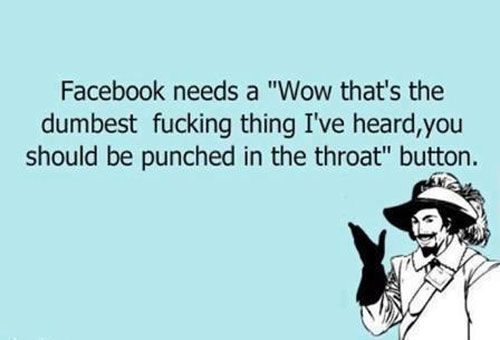 Facebook needs a "Wow that's the
dumbest fucking thing I've heard,you
should be punched in the throat" button.